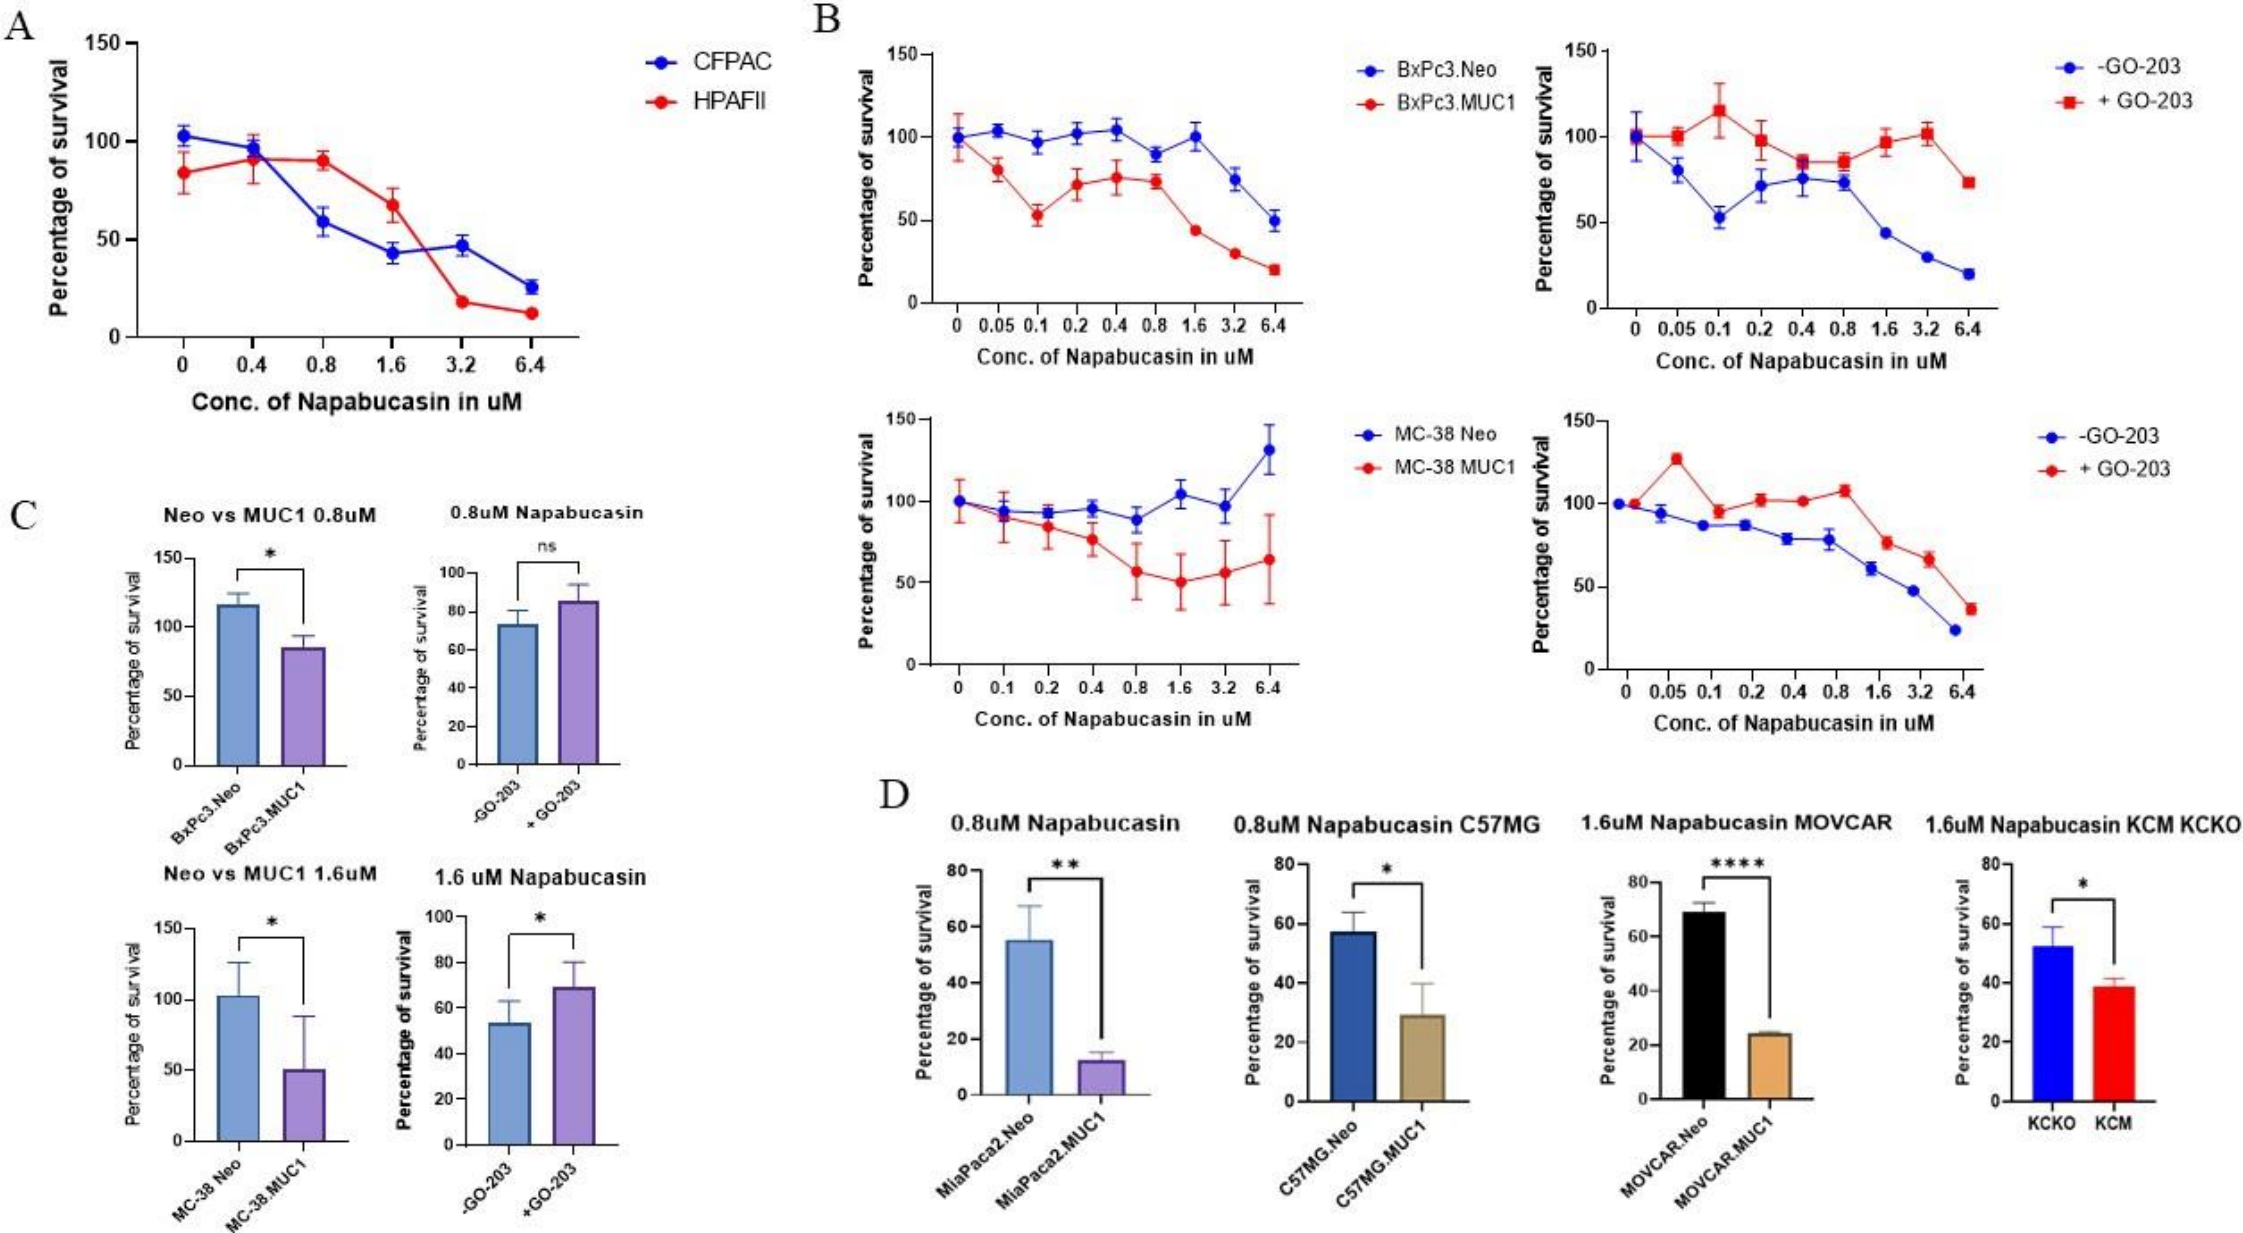 A
150
100
50
0
Percentage of survival
CFPAC
HPAFII
0 0.4 0.8 1.6 3.2 6.4
Conc. of Napabucasin in uM
B
150
100
50
0
Percentage of survival
BxPc3.Neo
BxPc3.MUC1
0 0.05 0.1 0.2 0.4 0.8 1.6 3.2 6.4
Conc. of Napabucasin in uM
150
100
50
0
Percentage of survival
-GO-203
+ GO-203
0 0.05 0.1 0.2 0.4 0.8 1.6 3.2 6.4
Conc. of Napabucasin in uM
150
100
50
0
Percentage of survival
MC-38 Neo
MC-38 MUC1
0 0.1 0.2 0.4 0.8 1.6 3.2 6.4
Conc. of Napabucasin in uM
150
100
50
0
Percentage of survival
-GO-203
+ GO-203
0 0.05 0.1 0.2 0.4 0.8 1.6 3.2 6.4
Conc. of Napabucasin in uM
C
Neo vs MUC1 0.8uM
*
150
100
50
0
Percentage of survival
BxPc3.Neo
BxPc3.MUC1
0.8uM Napabucasin
ns
100
80
60
40
20
0
Percentage of survival
-GO-203
+ GO-203
Neo vs MUC1 1.6uM
*
150
100
50
0
Percentage of survival
MC-38 Neo
MC-38.MUC1
1.6 uM Napabucasin
*
100
80
60
40
20
0
Percentage of survival
-GO-203
+GO-203
D
0.8uM Napabucasin
**
80
60
40
20
0
Percentage of survival
MiaPaca2.Neo
MiaPaca2.MUC1
0.8uM Napabucasin C57MG
*
80
60
40
20
0
Percentage of survival
C57MG.Neo
C57MG.MUC1
1.6uM Napabucasin MOVCAR
****
80
60
40
20
0
Percentage of survival
MOVCAR.Neo
MOVCAR.MUC1
1.6uM Napabucasin KCM KCKO
*
80
60
40
20
0
Percentage of survival
KCKO KCM